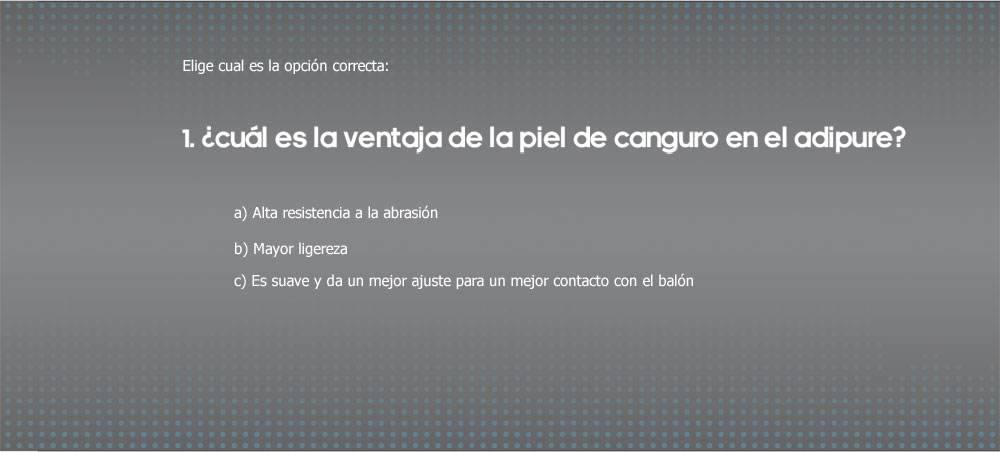 Elige cual es la opción correcta:
1. ¿cuál es la ventaja de la piel de canguro en el adipure?
a) Alta resistencia a la abrasión
b) Mayor ligereza
c) Es suave y da un mejor ajuste para un mejor contacto con el balón